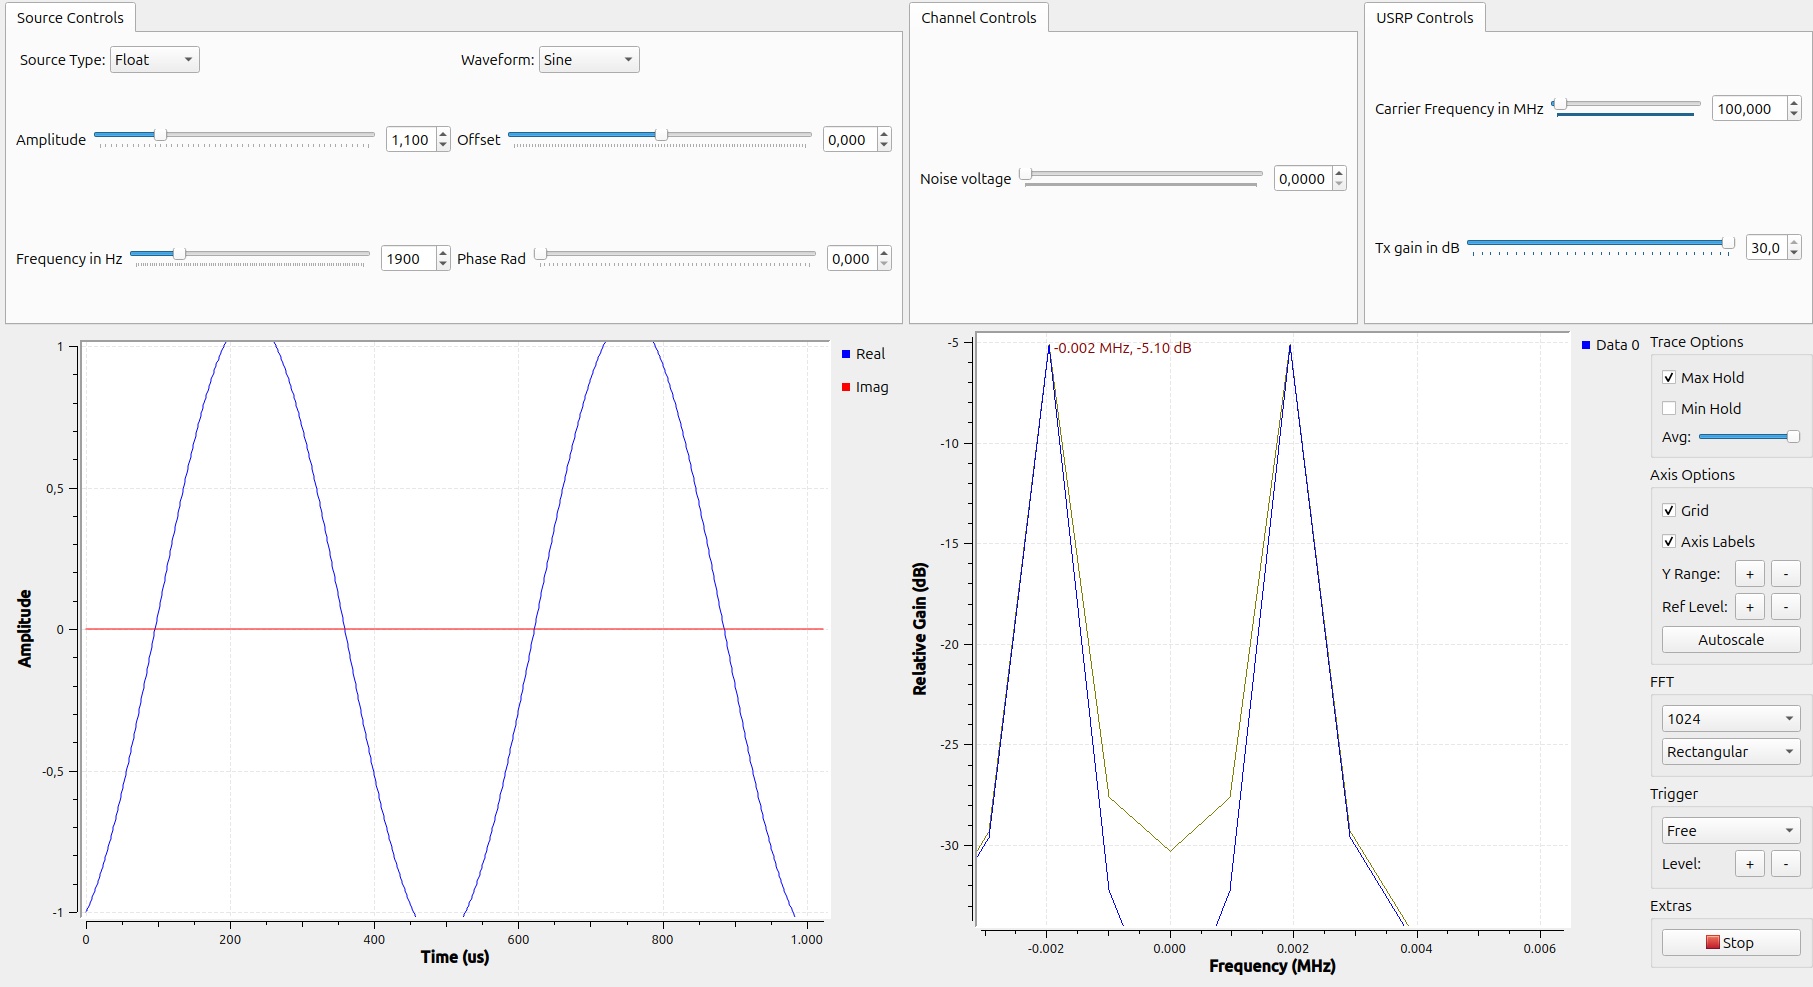 Source Controls
Source Type: Float
Waveform: Sine
Amplitude 1,100
Offset 0,000
Frequency in Hz 1900
Phase Rad 0,000
Channel Controls
Noise voltage 0,0000
USRP Controls
Carrier Frequency in MHz 100,000
Tx gain in dB 30,0
1
0,5
0
-0,5
-1
Amplitude
0 200 400 600 800 1.000
Time (us)
Real
Imag
-5
-10
-15
-20
-25
-30
Relative Gain (dB)
-0.002 MHz, -5.10 dB
-0.002 0.000 0.002 0.004 0.006
Frequency (MHz)
Data 0
Trace Options
Max Hold
Min Hold
Avg:
Axis Options
Grid
Axis Labels
Y Range: + -
Ref Level: + -
Autoscale
FFT
1024
Rectangular
Trigger
Free
Level: + -
Extras
Stop